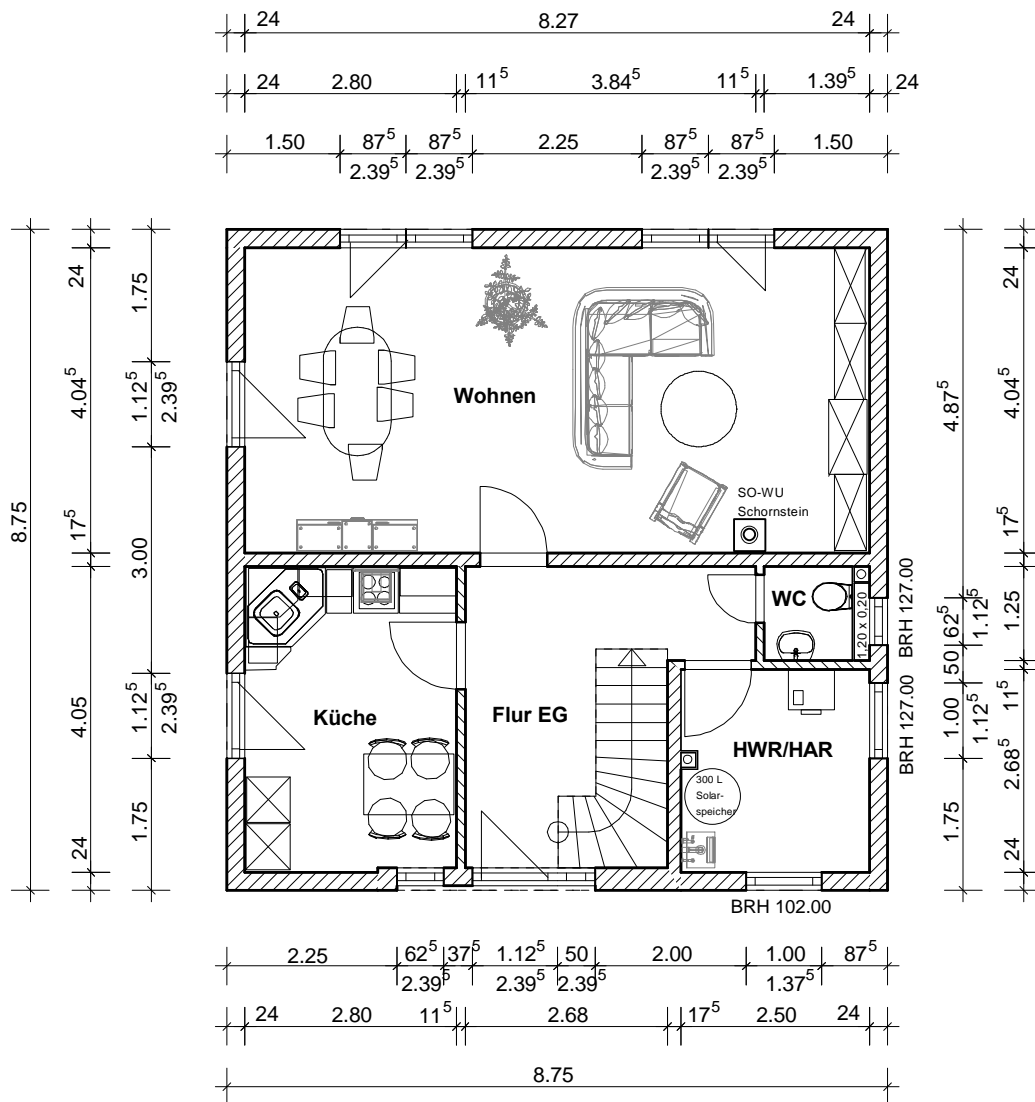 24 8.27 24
24 2.80 11⁵ 3.84⁵ 11⁵ 1.39⁵ 24
1.50 87⁵ 87⁵ 2.25 87⁵ 87⁵ 1.50
2.39⁵ 2.39⁵ 2.39⁵ 2.39⁵
8.75
24
4.04⁵
17⁵
4.05
24
1.75
1.12⁵
2.39⁵
3.00
1.12⁵
2.39⁵
1.75
Wohnen
SO-WU
Schornstein
WC
1.20 x 0.20
Küche
Flur EG
HWR/HAR
300 L
Solar-
speicher
BRH 127.00
BRH 127.00
BRH 102.00
4.87⁵
62⁵
1.12⁵
50
1.00
1.12⁵
1.75
24
4.04⁵
17⁵
1.25
11⁵
2.68⁵
24
2.25 62⁵ 37⁵ 1.12⁵ 50 2.00 1.00 87⁵
2.39⁵ 2.39⁵ 2.39⁵ 1.37⁵
24 2.80 11⁵ 2.68 17⁵ 2.50 24
8.75